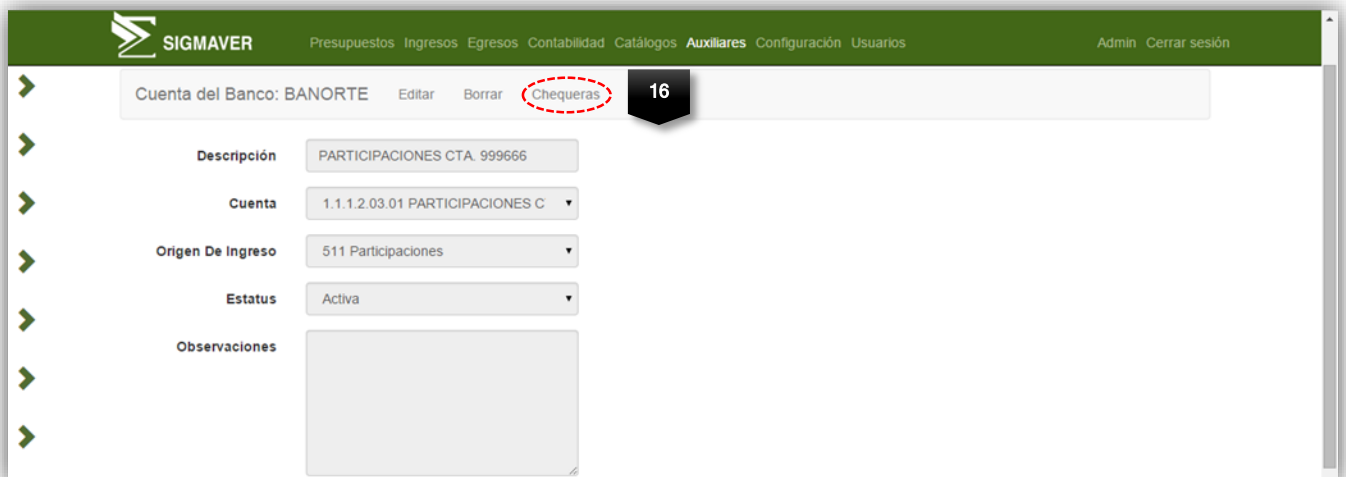 SIGMAVER Presupuestos Ingresos Egresos Contabilidad Catálogos Auxiliares Configuración Usuarios Admin Cerrar sesión
Cuenta del Banco: BANORTE Editar Borrar Chequeras 16
Descripción PARTICIPACIONES CTA. 999666
Cuenta 1.1.1.2.03.01 PARTICIPACIONES C
Origen De Ingreso 511 Participaciones
Estatus Activa
Observaciones